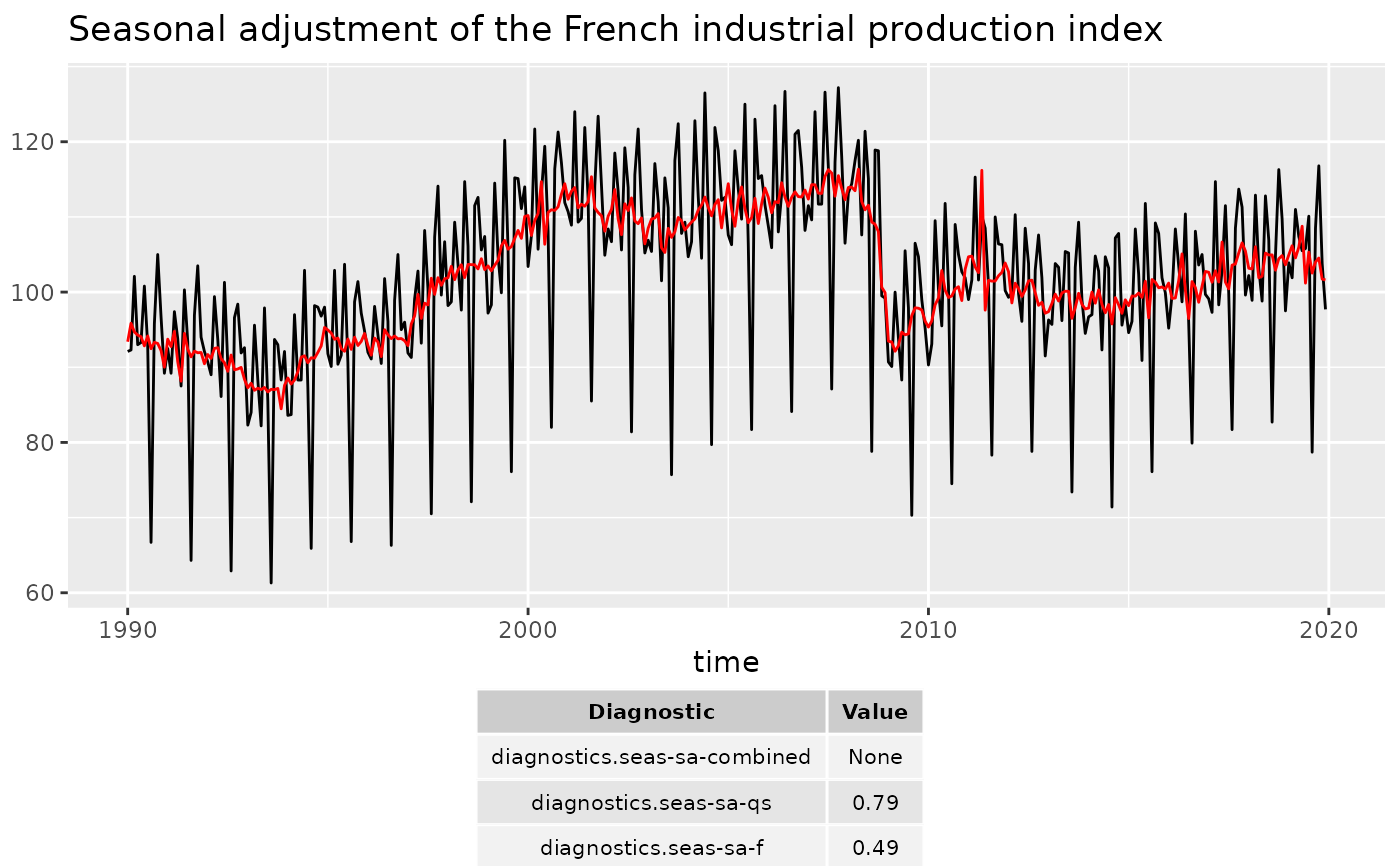 Seasonal adjustment of the French industrial production index
120
100
80
60
1990 2000 2010 2020
time
Diagnostic Value
diagnostics.seas-sa-combined None
diagnostics.seas-sa-qs 0.79
diagnostics.seas-sa-f 0.49